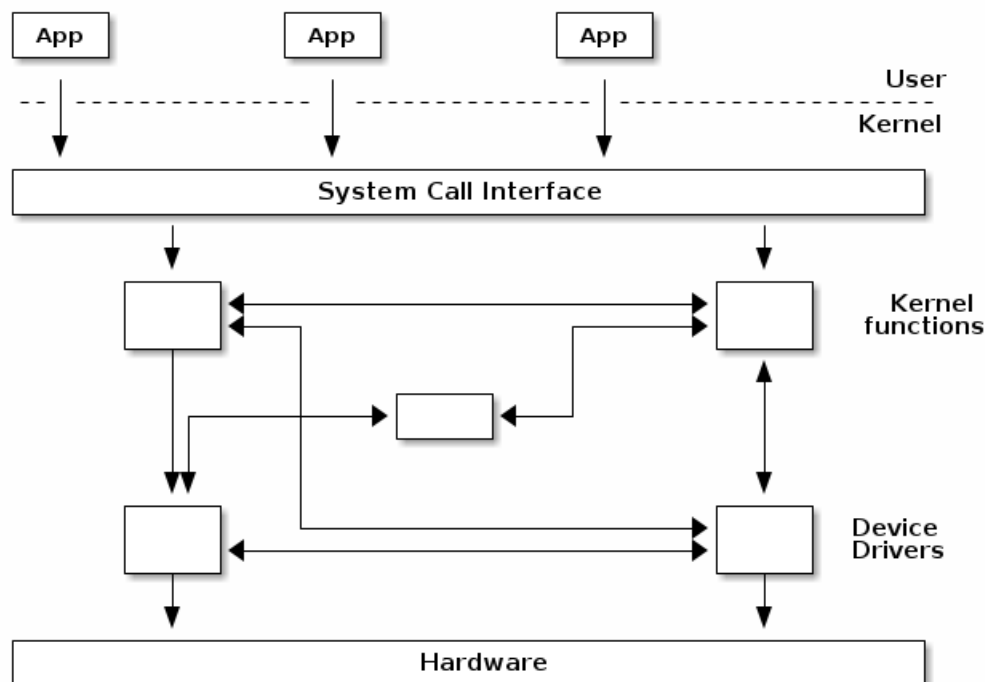 App
App
App
User
Kernel
System Call Interface
Kernel
functions
Device
Drivers
Hardware